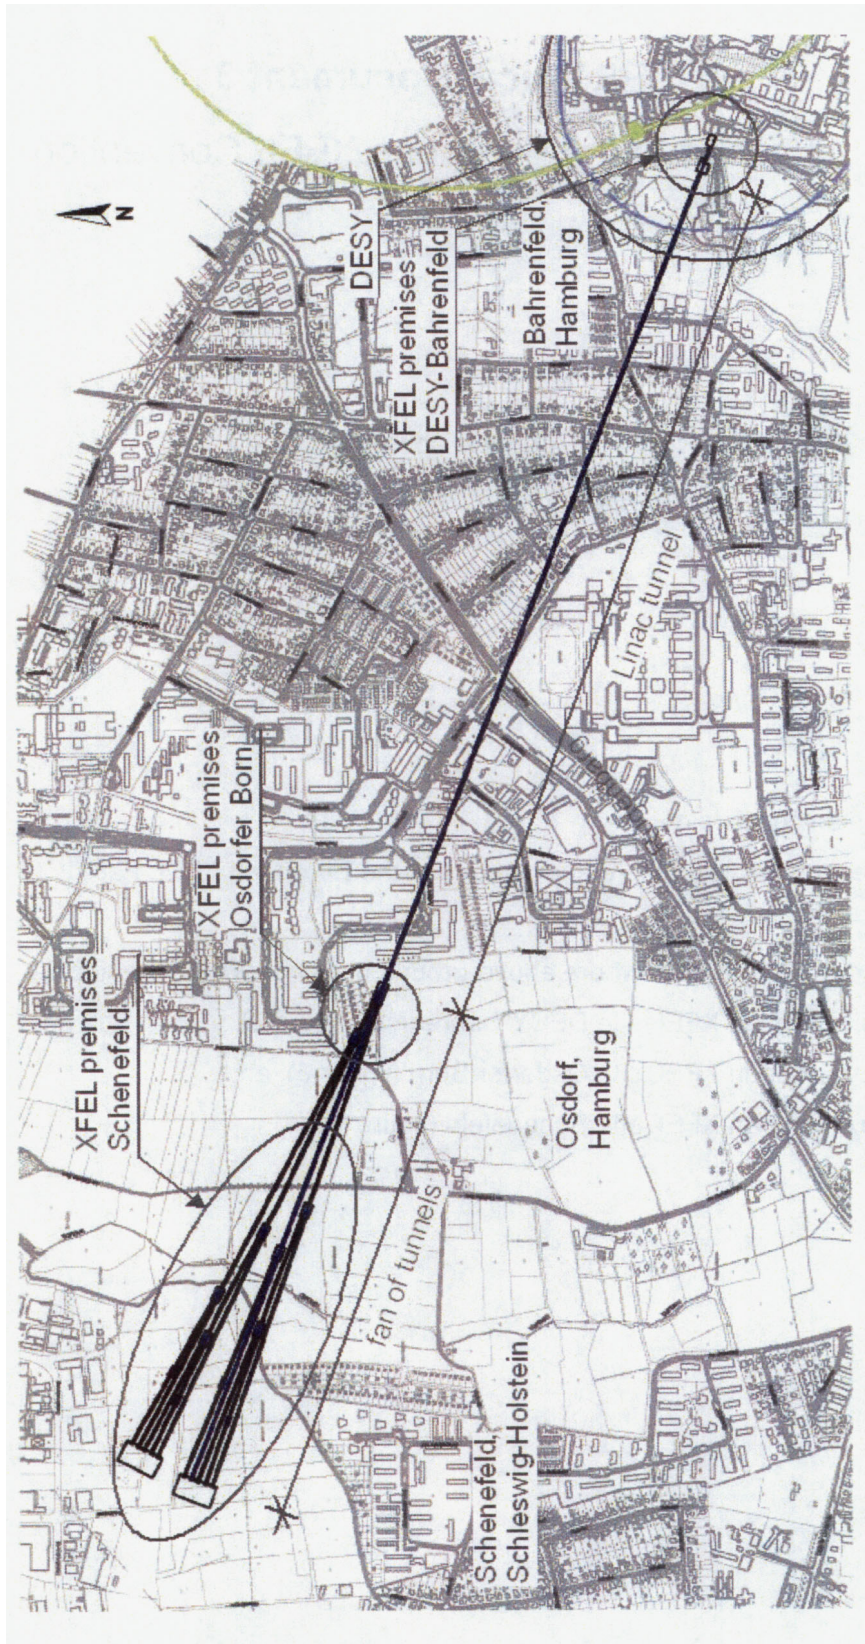 N
XFEL premises
Schenefeld
XFEL premises
Osdorfer Born
DESY
XFEL premises
DESY-Bahrenfeld
Bahrenfeld,
Hamburg
fan of tunnels
Linac tunnel
Rugenbarg
Schenefeld,
Schleswig-Holstein
Osdorf,
Hamburg